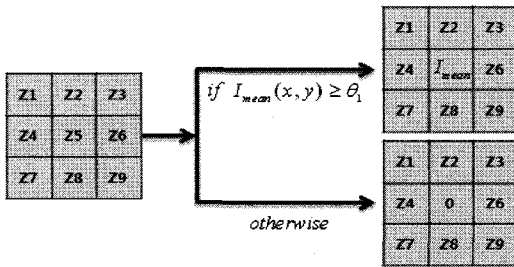 Z1 Z2 Z3
Z4 Z5 Z6
Z7 Z8 Z9
if I_mean(x, y) ≥ θ_1
Z1 Z2 Z3
Z4 I_mean Z6
Z7 Z8 Z9
otherwise
Z1 Z2 Z3
Z4 0 Z6
Z7 Z8 Z9